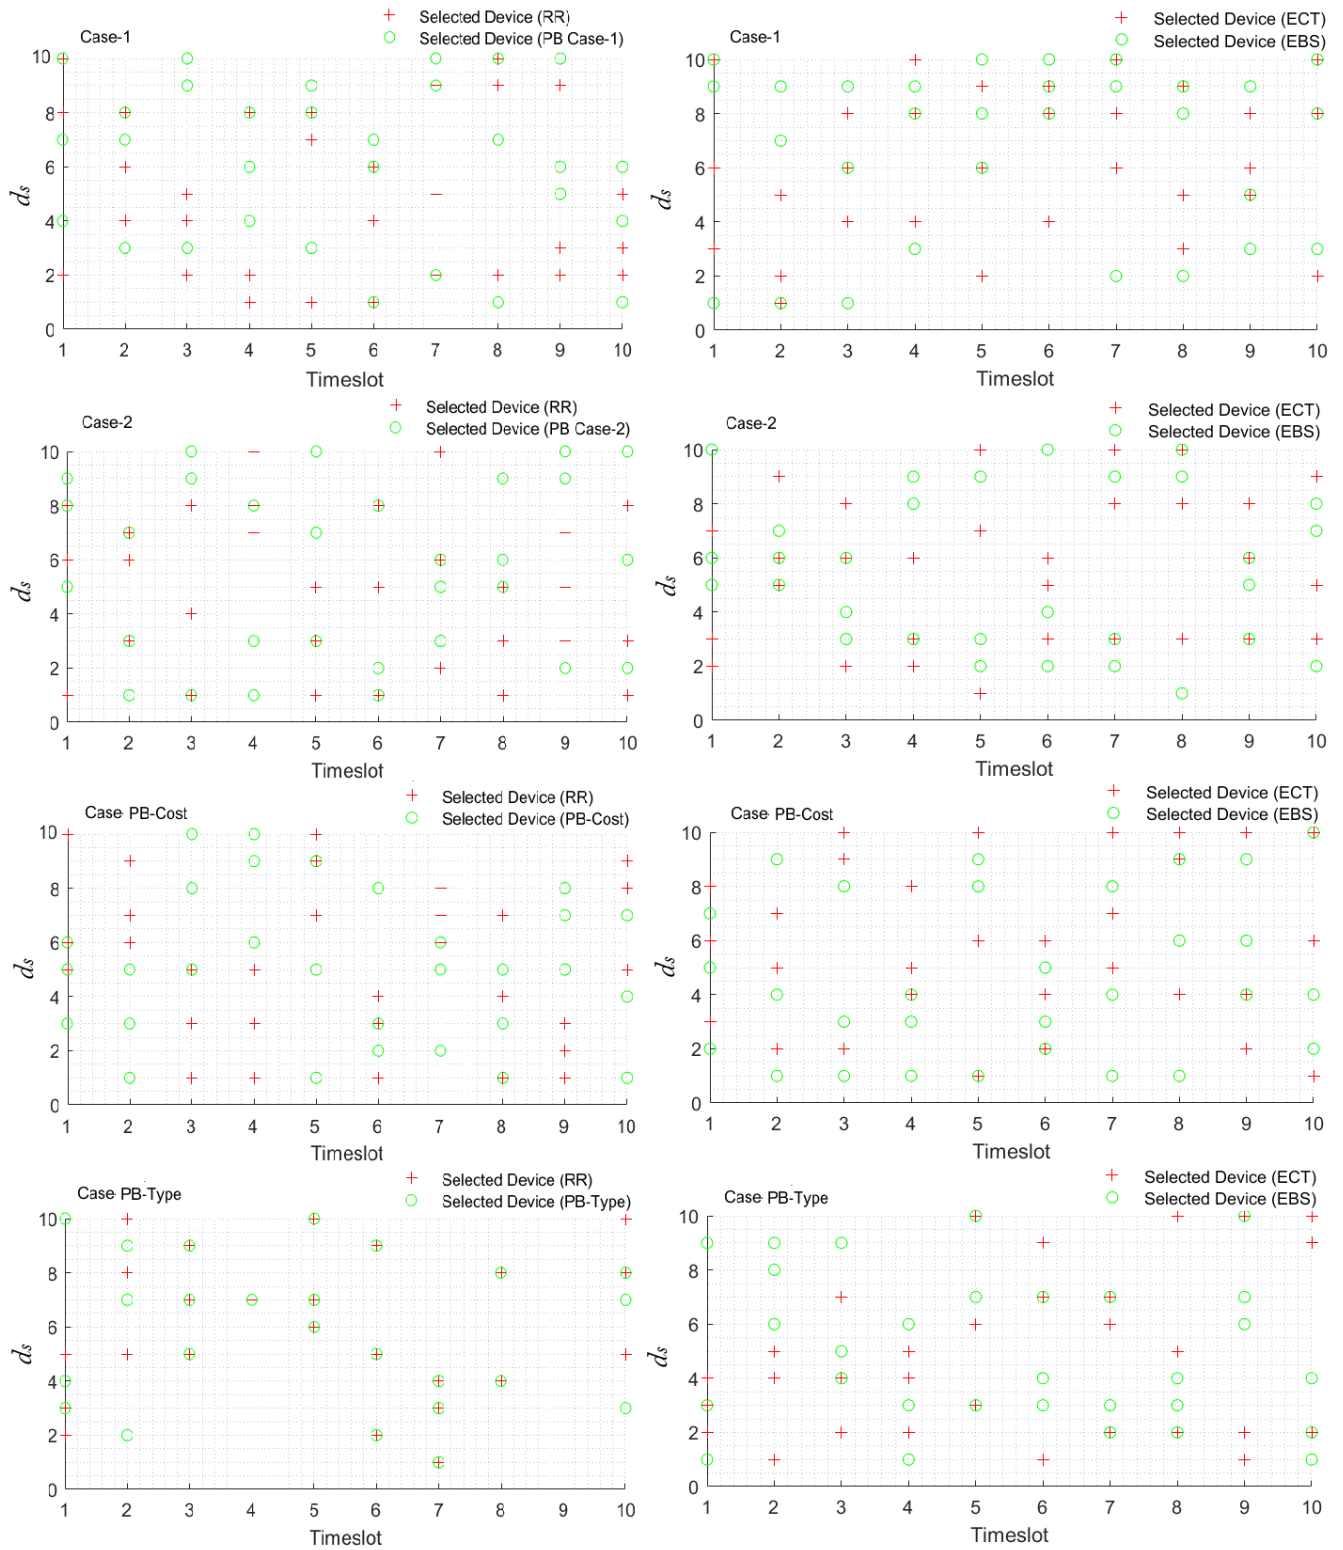 Case-1
Selected Device (RR)
Selected Device (PB Case-1)
10
8
6
4
2
0
ds
1 2 3 4 5 6 7 8 9 10
Timeslot
Case-1
Selected Device (ECT)
Selected Device (EBS)
10
8
6
4
2
0
ds
1 2 3 4 5 6 7 8 9 10
Timeslot
Case-2
Selected Device (RR)
Selected Device (PB Case-2)
10
8
6
4
2
0
ds
1 2 3 4 5 6 7 8 9 10
Timeslot
Case-2
Selected Device (ECT)
Selected Device (EBS)
10
8
6
4
2
0
ds
1 2 3 4 5 6 7 8 9 10
Timeslot
Case PB-Cost
Selected Device (RR)
Selected Device (PB-Cost)
10
8
6
4
2
0
ds
1 2 3 4 5 6 7 8 9 10
Timeslot
Case PB-Cost
Selected Device (ECT)
Selected Device (EBS)
10
8
6
4
2
0
ds
1 2 3 4 5 6 7 8 9 10
Timeslot
Case PB-Type
Selected Device (RR)
Selected Device (PB-Type)
10
8
6
4
2
0
ds
1 2 3 4 5 6 7 8 9 10
Timeslot
Case PB-Type
Selected Device (ECT)
Selected Device (EBS)
10
8
6
4
2
0
ds
1 2 3 4 5 6 7 8 9 10
Timeslot